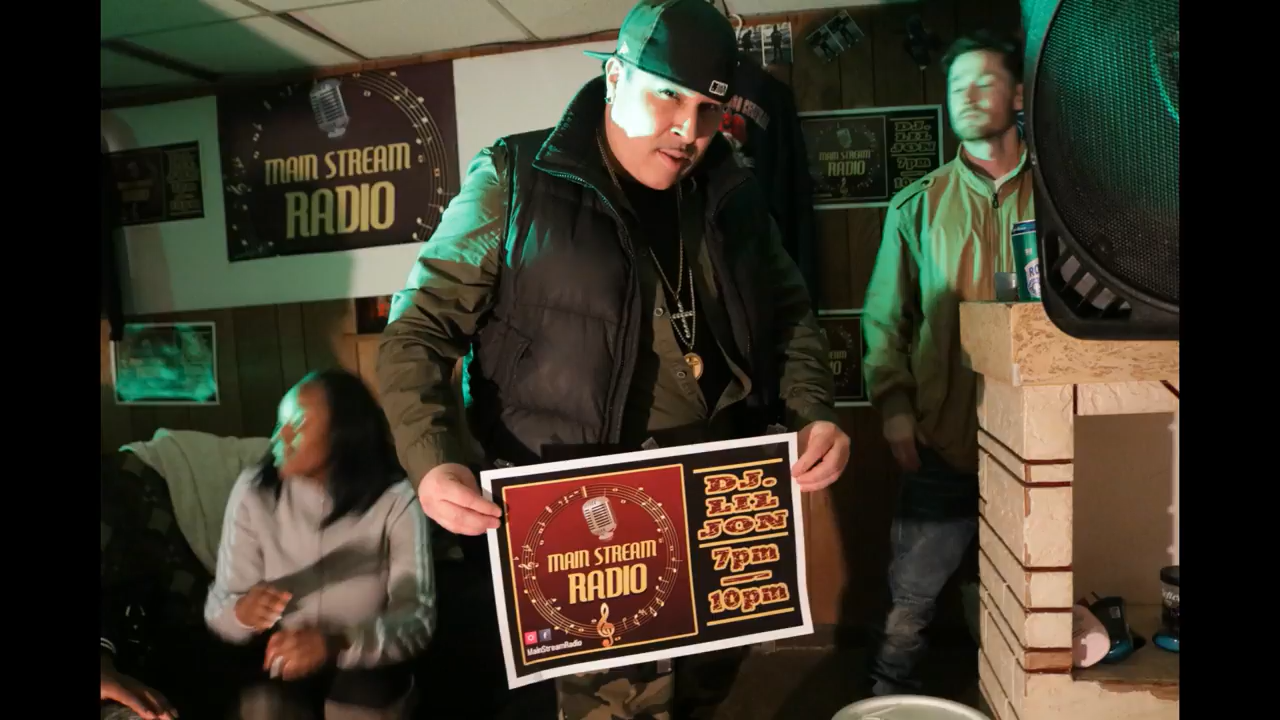 MAIN STREAM
RADIO
MAIN STREAM
RADIO
DJ.
LIL
JON
7pm
MAIN STREAM
RADIO
DJ.
LIL
JON
7pm
—
10pm
MainStreamRadio